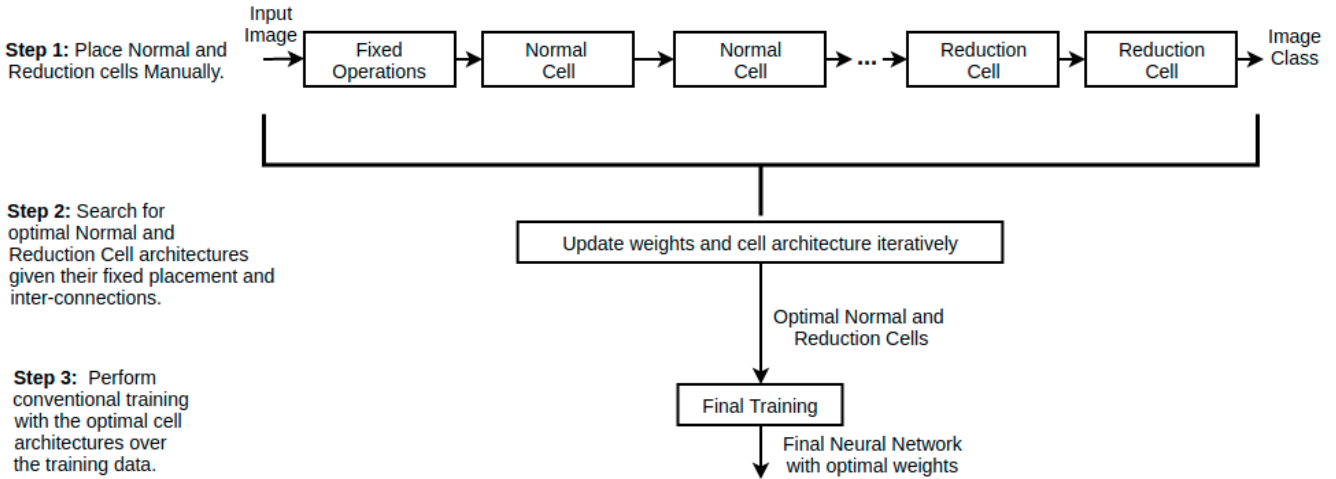 Step 1: Place Normal and
Reduction cells Manually.
Input
Image
Fixed
Operations
Normal
Cell
Normal
Cell
...
Reduction
Cell
Reduction
Cell
Image
Class
Step 2: Search for
optimal Normal and
Reduction Cell architectures
given their fixed placement and
inter-connections.
Update weights and cell architecture iteratively
Optimal Normal and
Reduction Cells
Step 3: Perform
conventional training
with the optimal cell
architectures over
the training data.
Final Training
Final Neural Network
with optimal weights